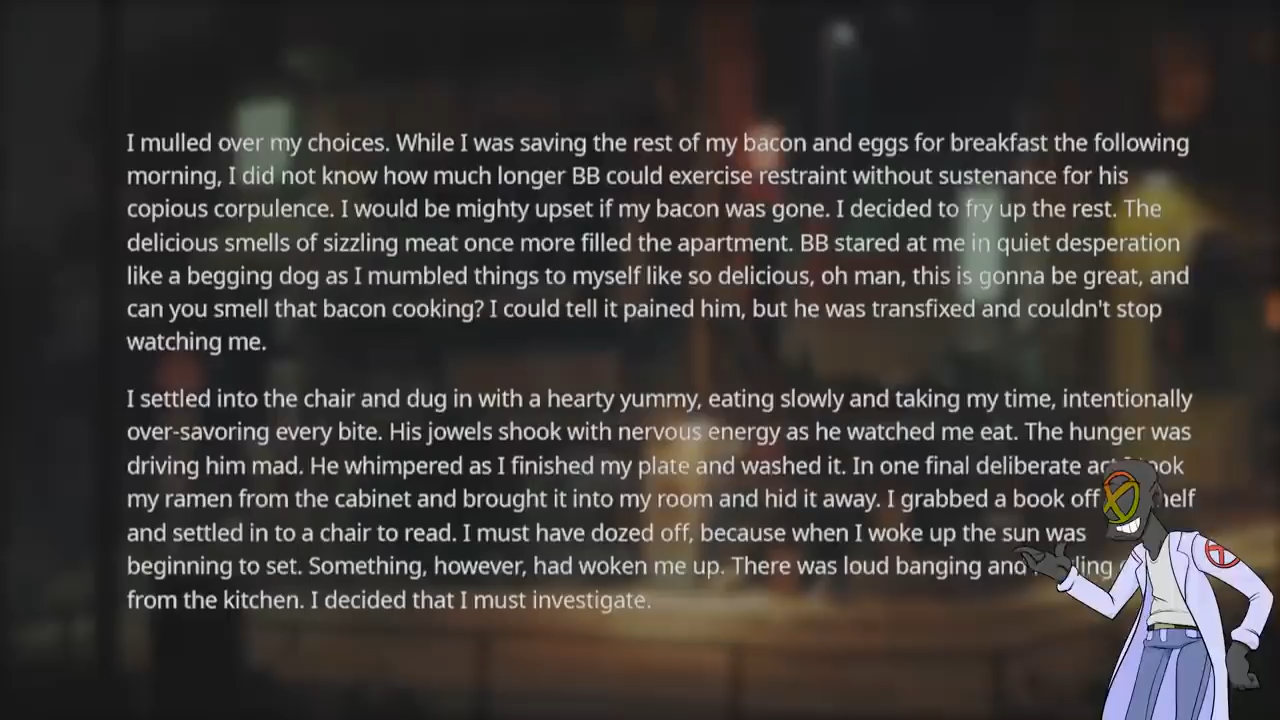 I mulled over my choices. While I was saving the rest of my bacon and eggs for breakfast the following
morning, I did not know how much longer BB could exercise restraint without sustenance for his
copious corpulence. I would be mighty upset if my bacon was gone. I decided to fry up the rest. The
delicious smells of sizzling meat once more filled the apartment. BB stared at me in quiet desperation
like a begging dog as I mumbled things to myself like so delicious, oh man, this is gonna be great, and
can you smell that bacon cooking? I could tell it pained him, but he was transfixed and couldn't stop
watching me.
I settled into the chair and dug in with a hearty yummy, eating slowly and taking my time, intentionally
over-savoring every bite. His jowels shook with nervous energy as he watched me eat. The hunger was
driving him mad. He whimpered as I finished my plate and washed it. In one final deliberate
my ramen from the cabinet and brought it into my room and hid it away. I grabbed a book off
and settled in to a chair to read. I must have dozed off, because when I woke up the sun was
beginning to set. Something, however, had woken me up. There was loud banging and
from the kitchen. I decided that I must investigate.